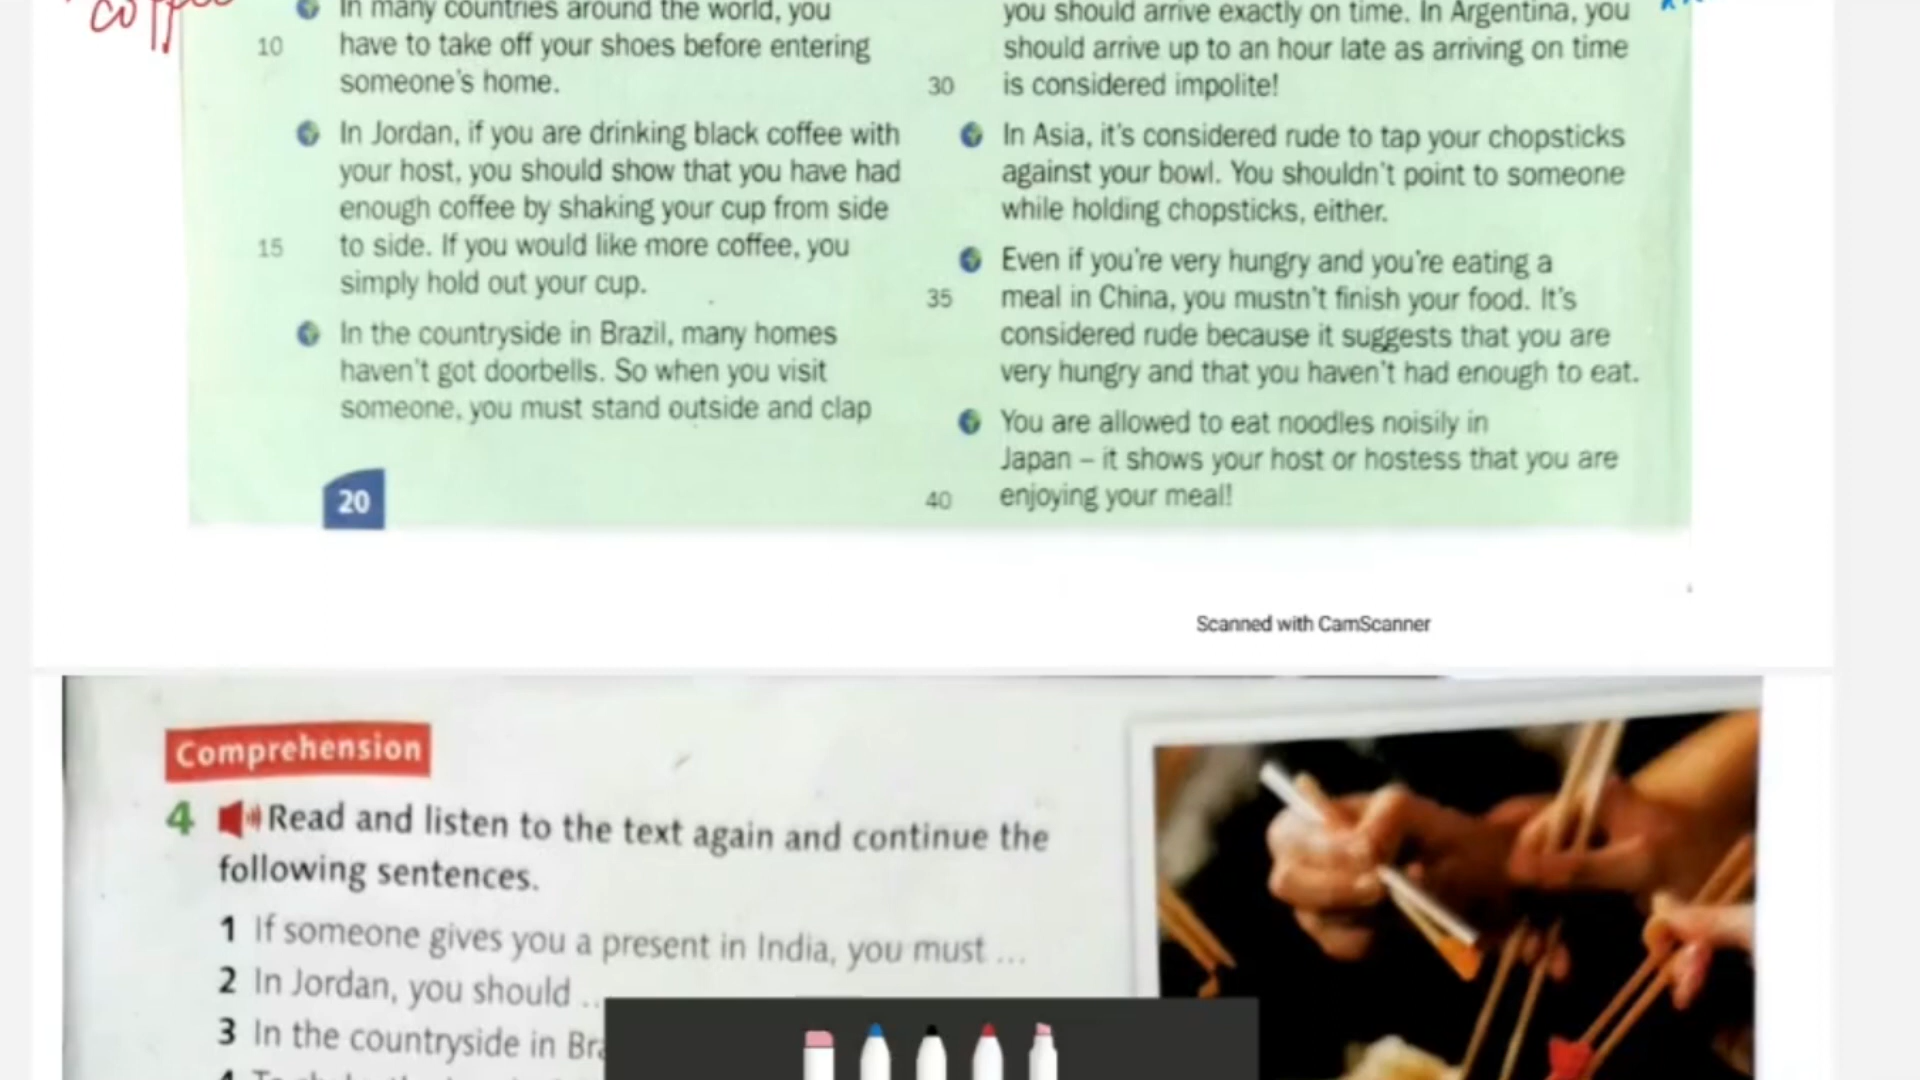 coffee
In many countries around the world, you
10 have to take off your shoes before entering
someone's home.
In Jordan, if you are drinking black coffee with
your host, you should show that you have had
enough coffee by shaking your cup from side
15 to side. If you would like more coffee, you
simply hold out your cup.
In the countryside in Brazil, many homes
haven't got doorbells. So when you visit
someone, you must stand outside and clap
20
you should arrive exactly on time. In Argentina, you
should arrive up to an hour late as arriving on time
30 is considered impolite!
In Asia, it's considered rude to tap your chopsticks
against your bowl. You shouldn't point to someone
while holding chopsticks, either.
Even if you're very hungry and you're eating a
35 meal in China, you mustn't finish your food. It's
considered rude because it suggests that you are
very hungry and that you haven't had enough to eat.
You are allowed to eat noodles noisily in
Japan – it shows your host or hostess that you are
40 enjoying your meal!
Scanned with CamScanner
Comprehension
4 Read and listen to the text again and continue the
following sentences.
1 If someone gives you a present in India, you must ...
2 In Jordan, you should ..
3 In the countryside in